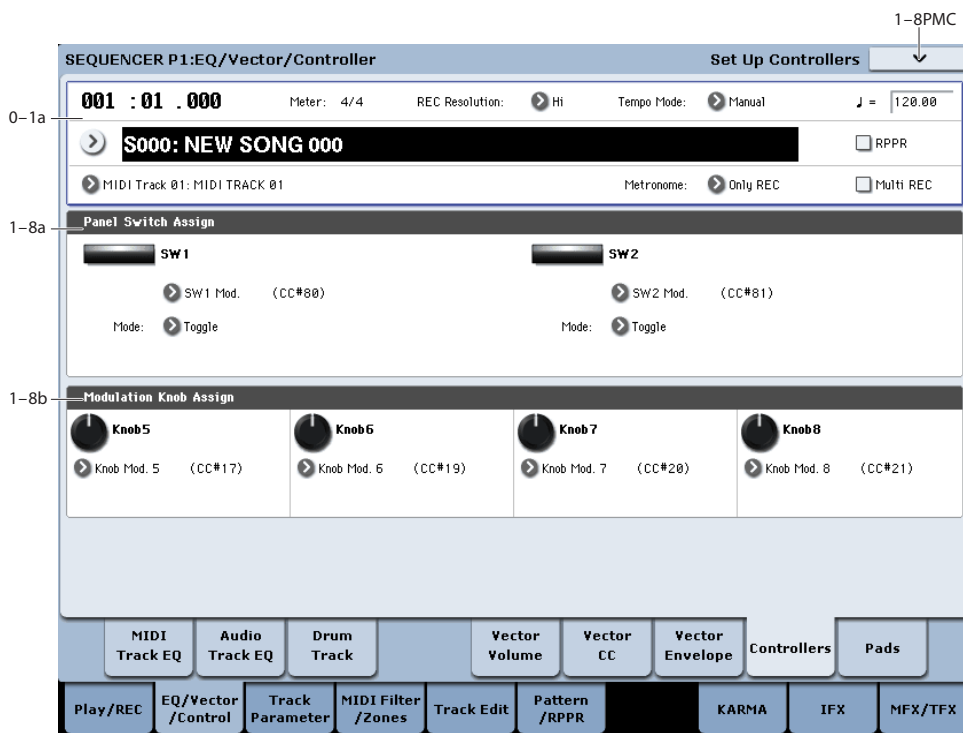 1–8PMC
SEQUENCER P1:EQ/Vector/Controller Set Up Controllers
0–1a
001 :01 .000 Meter: 4/4 REC Resolution: Hi Tempo Mode: Manual ♩ = 120.00
S000: NEW SONG 000 RPPR
MIDI Track 01: MIDI TRACK 01 Metronome: Only REC Multi REC
1–8a
Panel Switch Assign
SW1 SW2
SW1 Mod. (CC#80) SW2 Mod. (CC#81)
Mode: Toggle Mode: Toggle
1–8b
Modulation Knob Assign
Knob5 Knob6 Knob7 Knob8
Knob Mod. 5 (CC#17) Knob Mod. 6 (CC#19) Knob Mod. 7 (CC#20) Knob Mod. 8 (CC#21)
MIDI Audio Drum Vector Vector Vector Controllers Pads
Track EQ Track EQ Track Volume CC Envelope
Play/REC EQ/Vector Track MIDI Filter Track Edit Pattern KARMA IFX MFX/TFX
/Control Parameter /Zones /RPPR